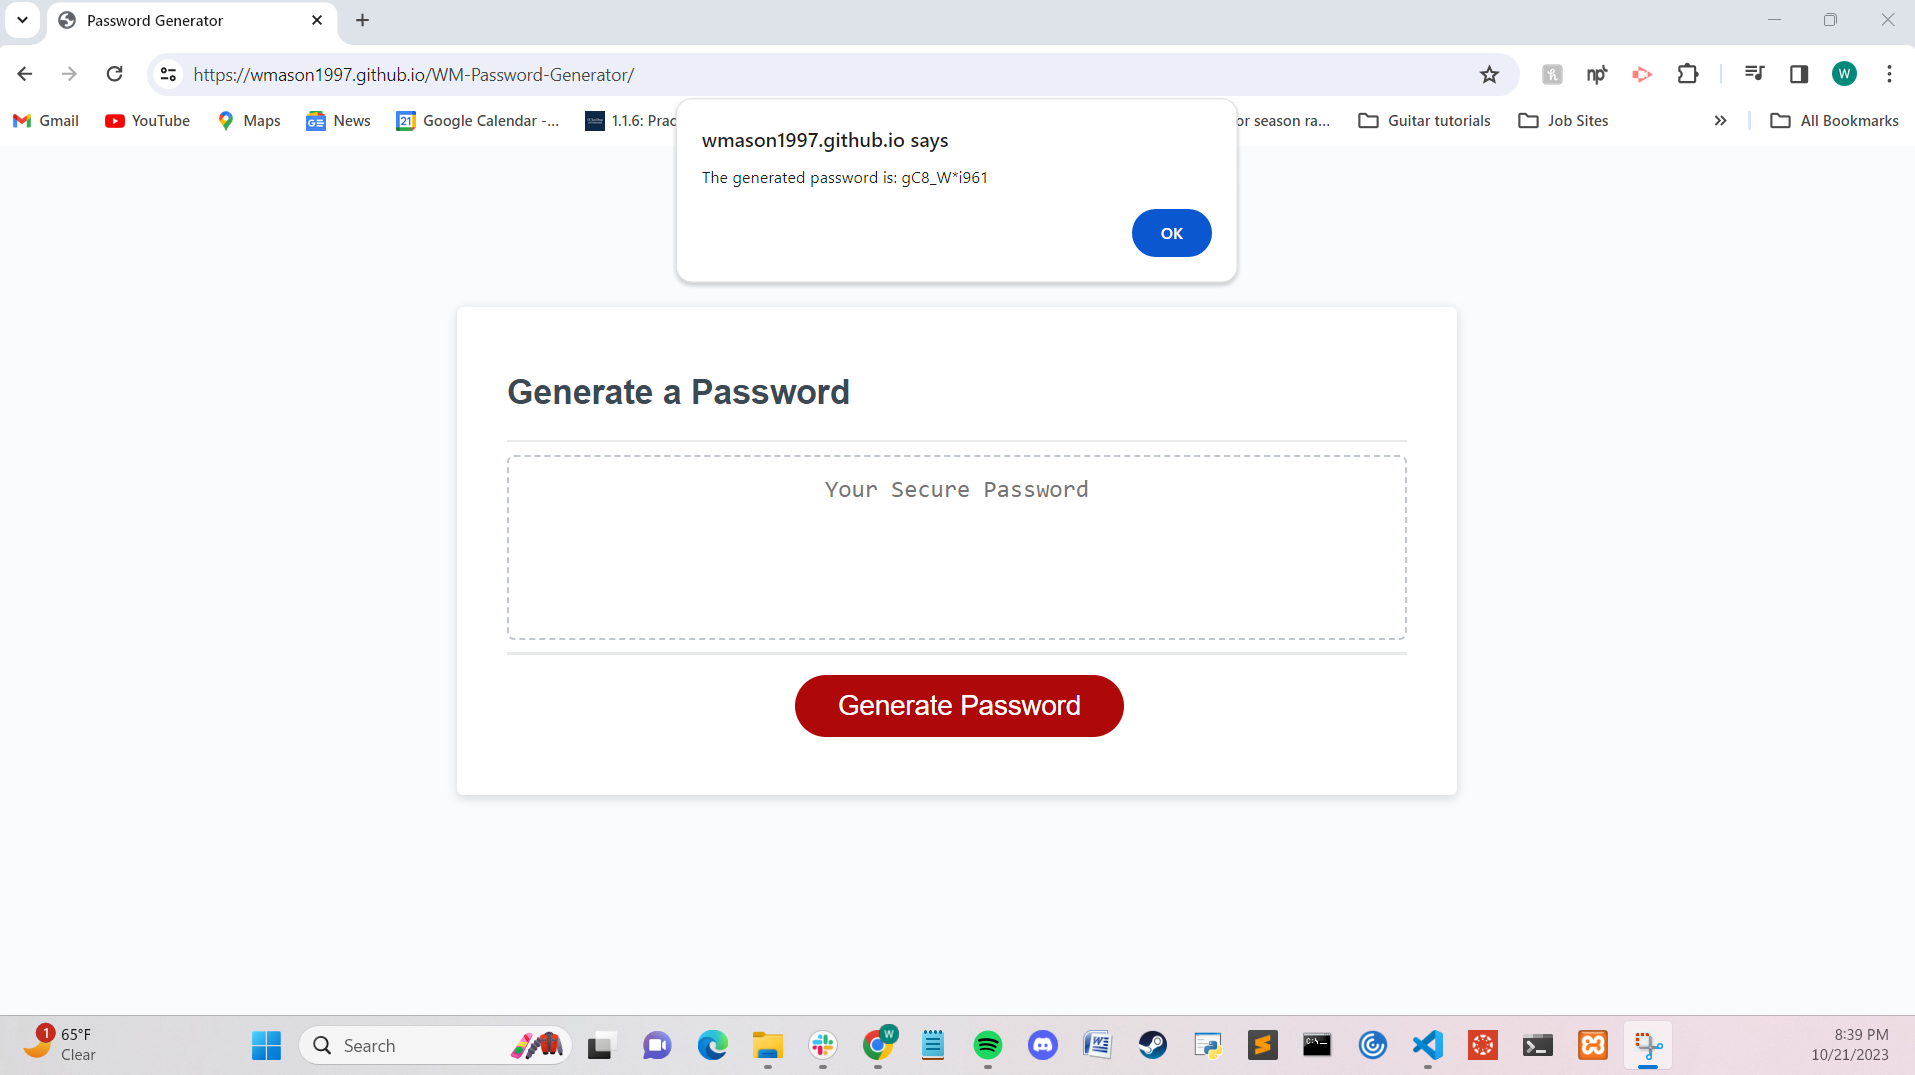 Password Generator
https://wmason1997.github.io/WM-Password-Generator/
W
Gmail
YouTube
Maps
News
21
Google Calendar -...
1.1.6: Prac
or season ra...
Guitar tutorials
Job Sites
All Bookmarks
wmason1997.github.io says
The generated password is: gC8_W*i961
OK
Generate a Password
Your Secure Password
Generate Password
1
65°F
Clear
Search
W
8:39 PM
10/21/2023